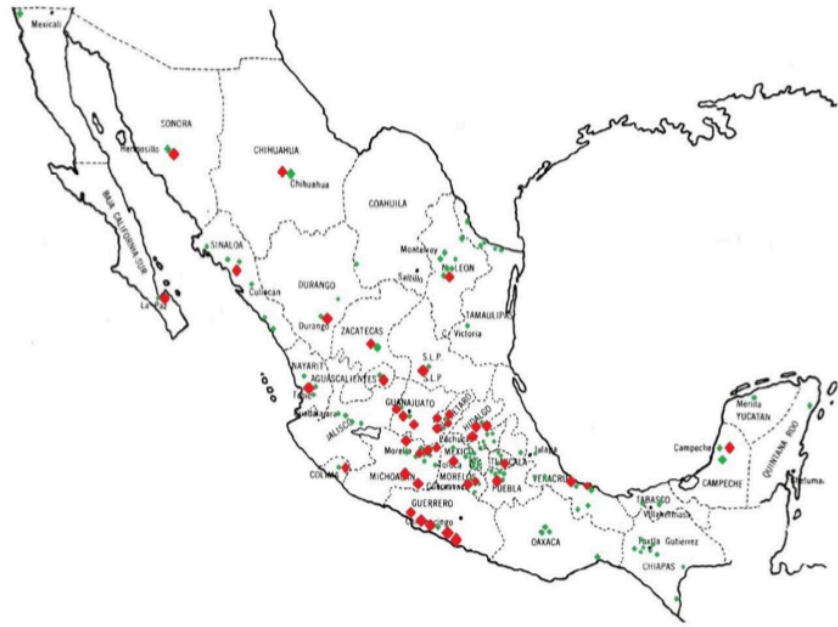 Mexicali
SONORA
Hermosillo
CHIHUAHUA
Chihuahua
COAHUILA
BAJA CALIFORNIA SUR
SINALOA
Monterrey
N. LEON
Saltillo
Culiacán
DURANGO
La Paz
TAMAULIPAS
Durango
ZACATECAS
C. Victoria
S.L.P.
NAYARIT
AGUASCALIENTES
S.L.P
Tepic
GUANAJUATO
Guadalajara
HIDALGO
JALISCO
Pachuca
Merida
YUCATAN
QUINTANA ROO
Campeche
CAMPECHE
Chetumal
MEXICO
Jalapa
Toluca
TLAXCALA
COLIMA
MICHOACAN
MORELOS
PUEBLA
VERACRUZ
GUERRERO
TABASCO
Villahermosa
OAXACA
Tuxtla Gutierrez
CHIAPAS